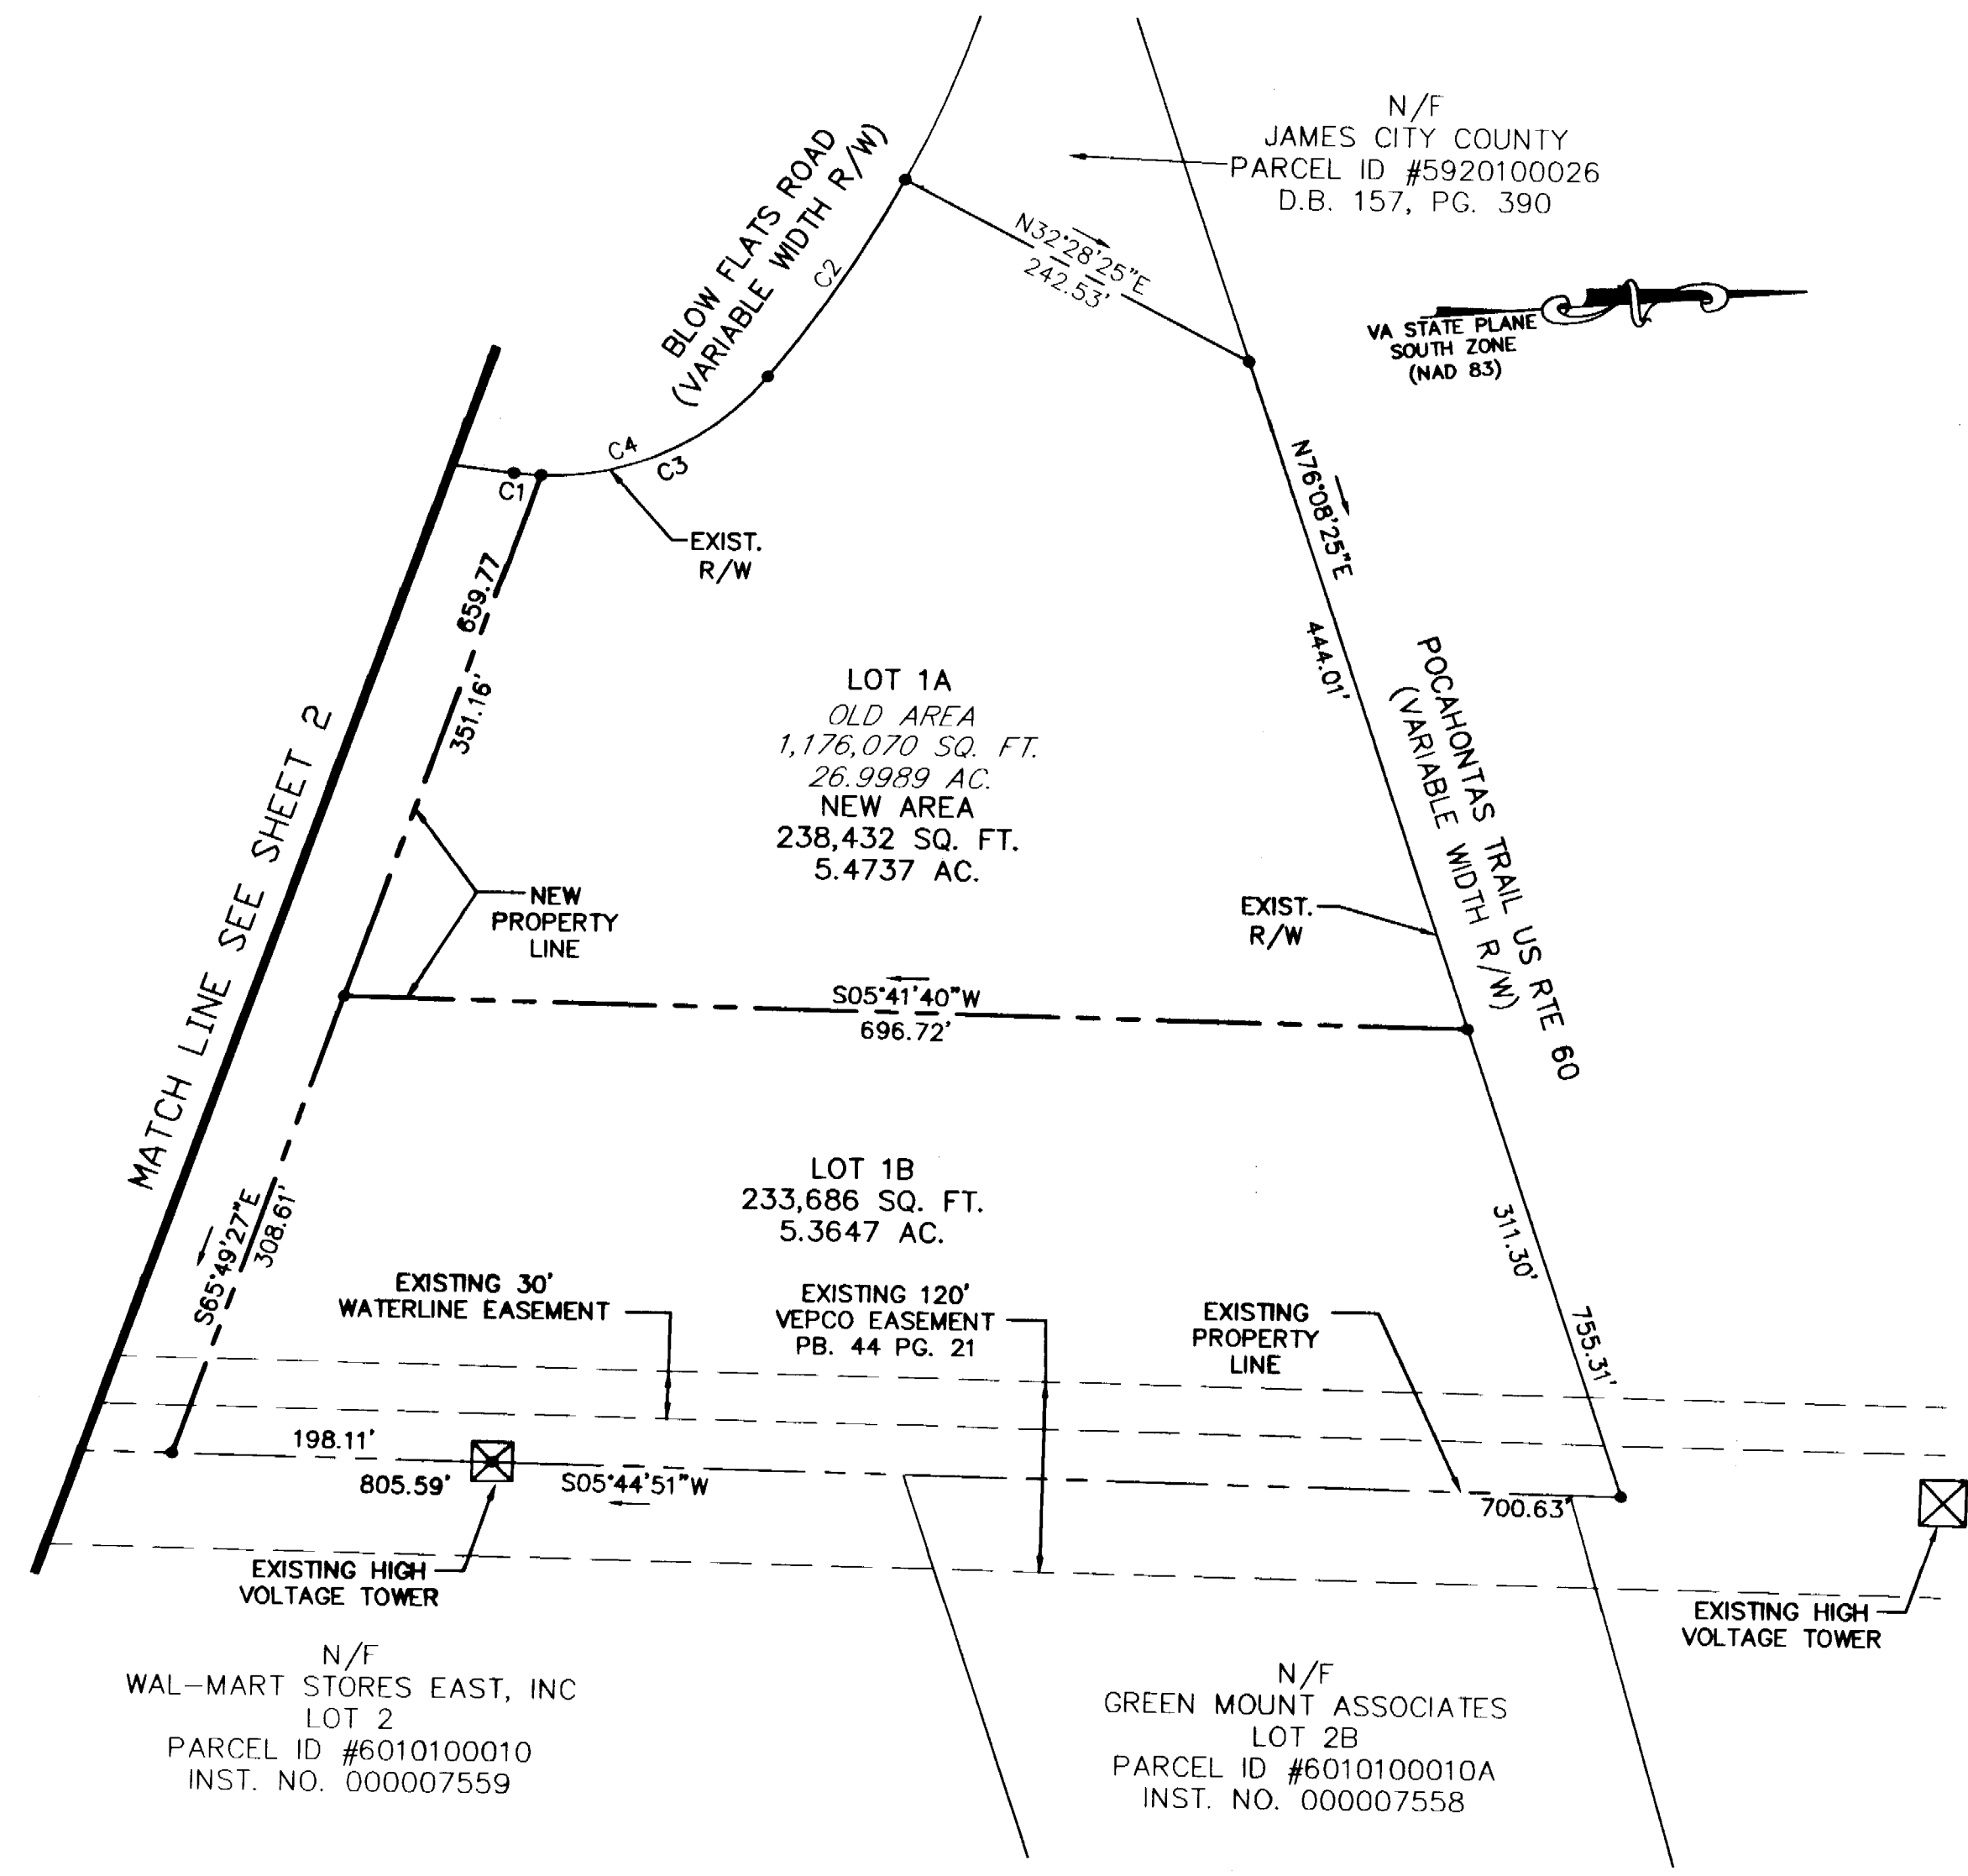 N/F
JAMES CITY COUNTY
PARCEL ID #5920100026
D.B. 157, PG. 390
BLOW FLATS ROAD
(VARIABLE WIDTH R/W)
C2
N32°28'25"E
242.53'
VA STATE PLANE
SOUTH ZONE
(NAD 83)
C4
C3
C1
EXIST.
R/W
N76°08'25"E
444.01'
659.77
351.16'
MATCH LINE SEE SHEET 2
LOT 1A
OLD AREA
1,176,070 SQ. FT.
26.9989 AC.
NEW AREA
238,432 SQ. FT.
5.4737 AC.
POCAHONTAS TRAIL US RTE 60
(VARIABLE WIDTH R/W)
NEW
PROPERTY
LINE
EXIST.
R/W
S05°41'40"W
696.72'
LOT 1B
233,686 SQ. FT.
5.3647 AC.
S65°49'27"E
308.61'
311.30'
755.31'
EXISTING 30'
WATERLINE EASEMENT
EXISTING 120'
VEPCO EASEMENT
PB. 44 PG. 21
EXISTING
PROPERTY
LINE
198.11'
805.59'
S05°44'51"W
700.63'
EXISTING HIGH
VOLTAGE TOWER
EXISTING HIGH
VOLTAGE TOWER
N/F
WAL-MART STORES EAST, INC
LOT 2
PARCEL ID #6010100010
INST. NO. 000007559
N/F
GREEN MOUNT ASSOCIATES
LOT 2B
PARCEL ID #6010100010A
INST. NO. 000007558